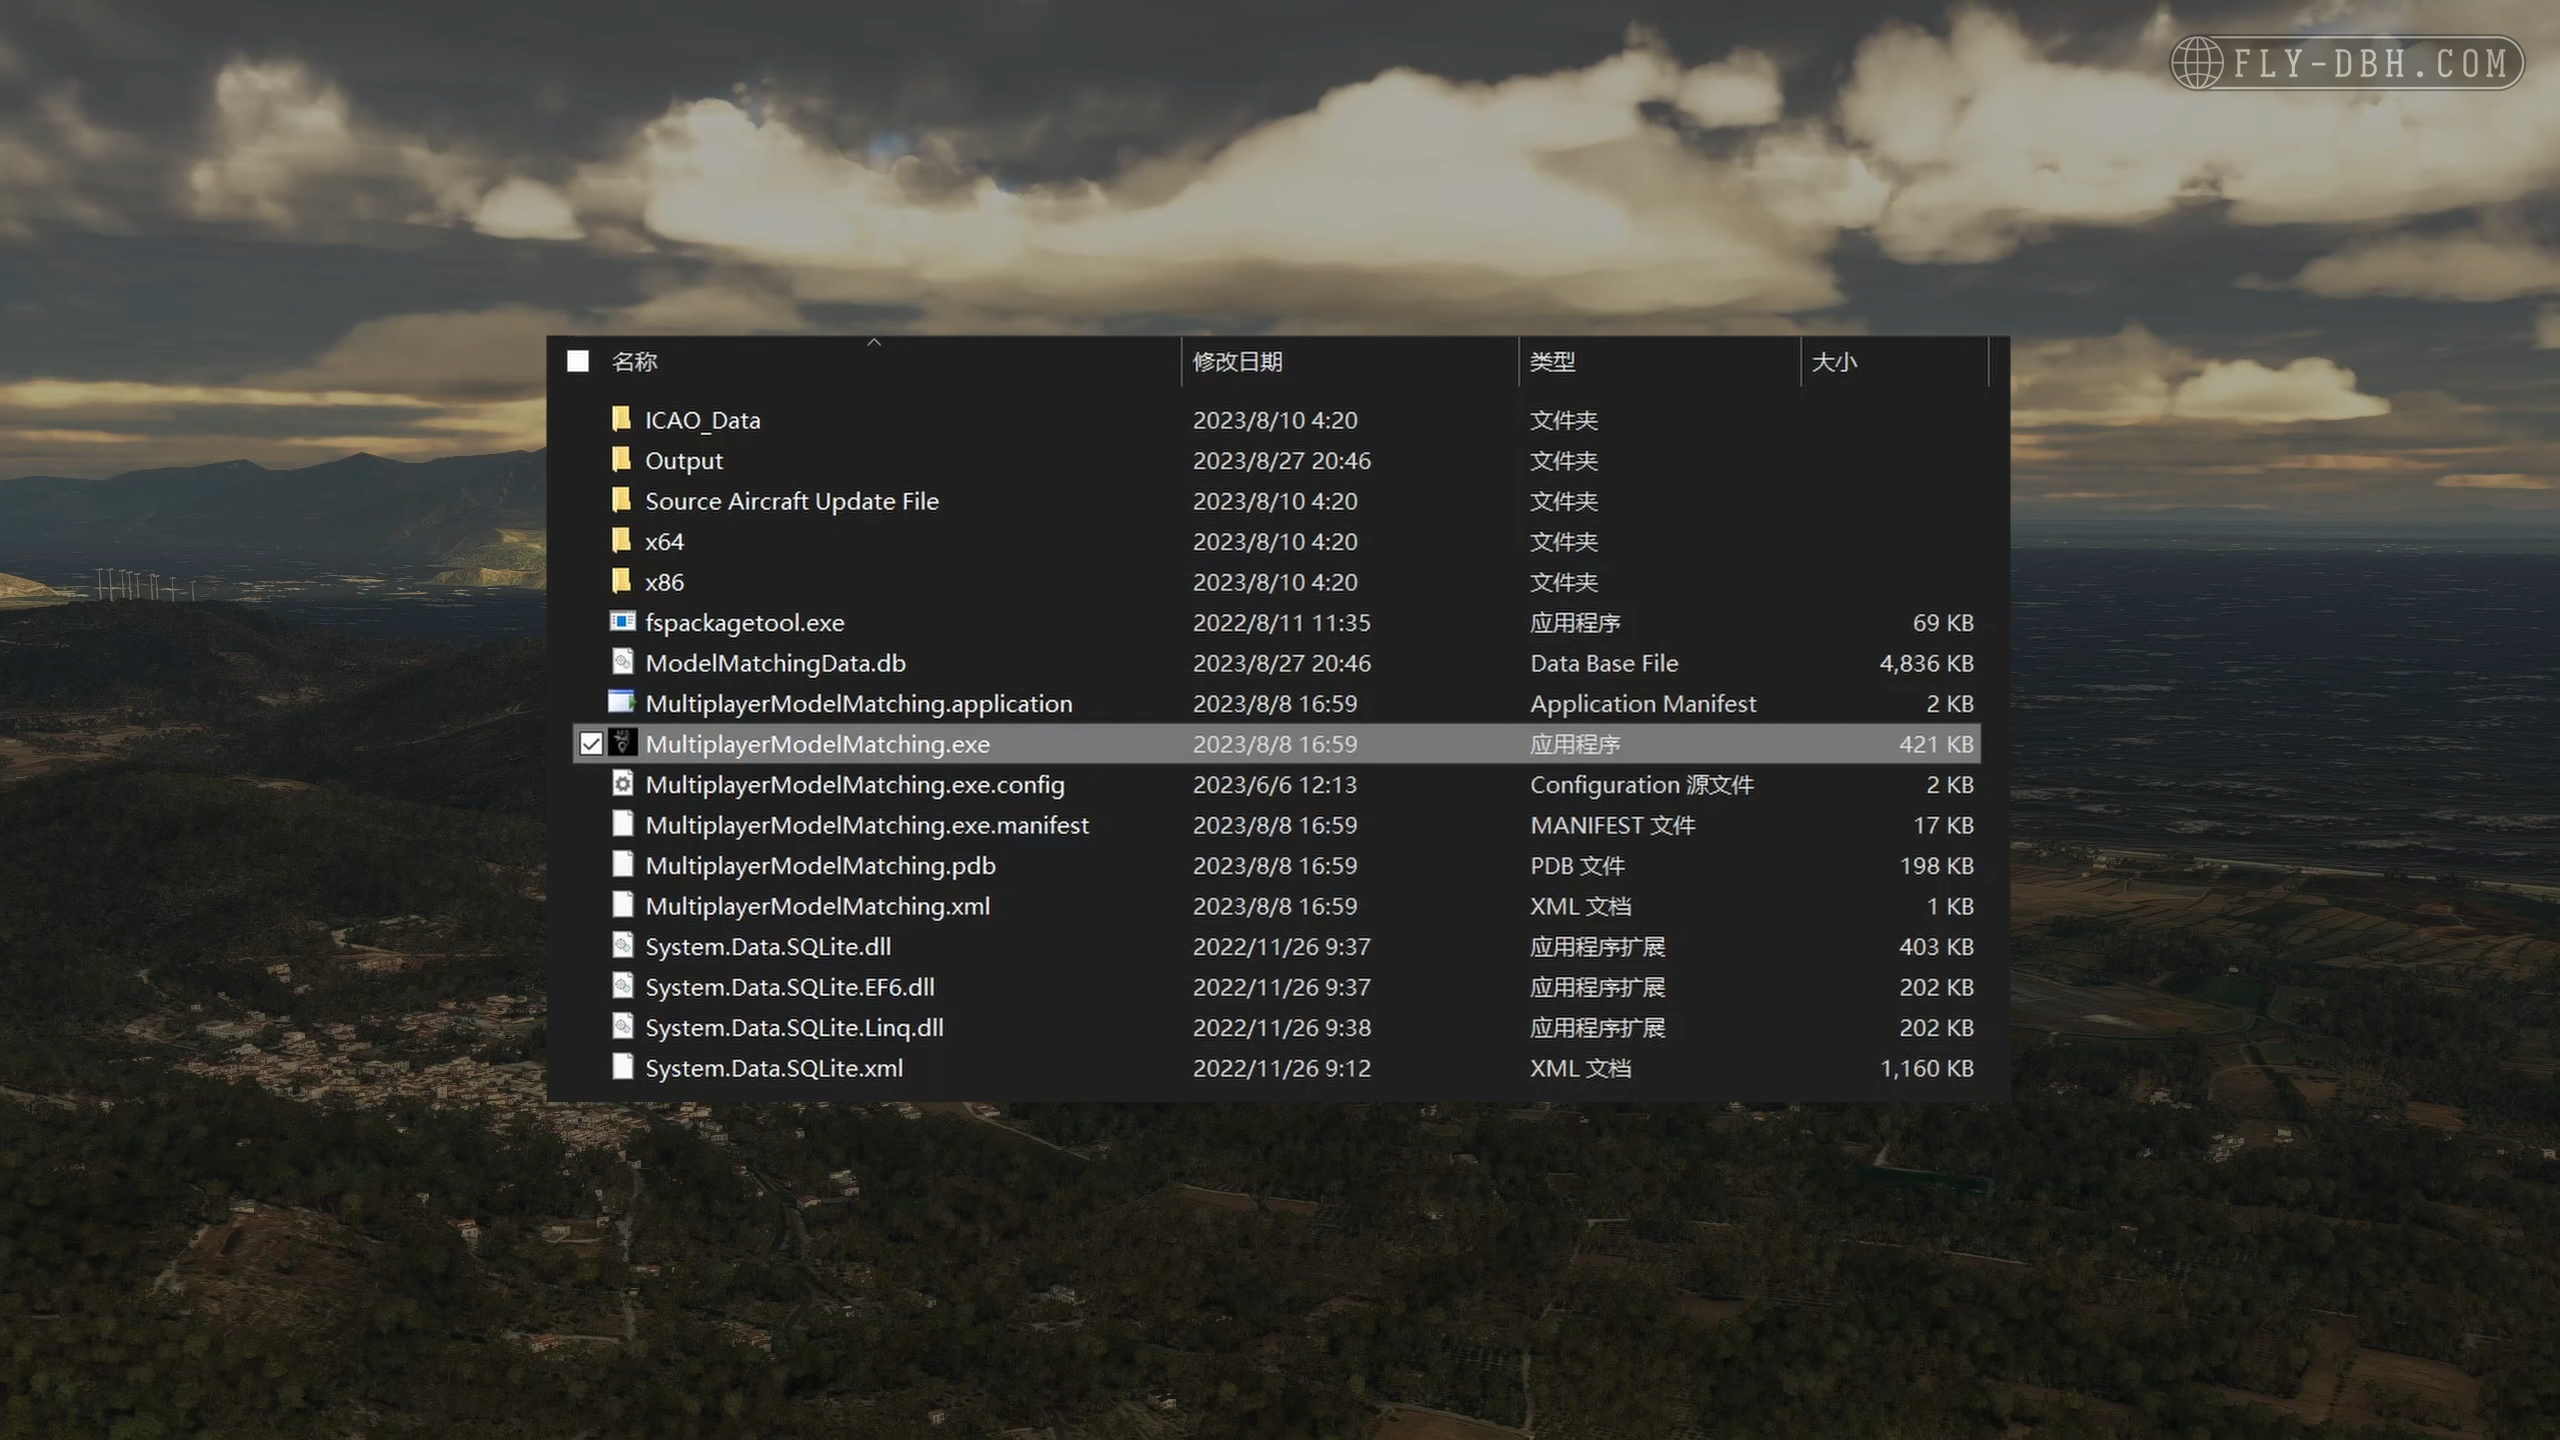 FLY-DBH.COM
名称 修改日期 类型 大小
ICAO_Data 2023/8/10 4:20 文件夹
Output 2023/8/27 20:46 文件夹
Source Aircraft Update File 2023/8/10 4:20 文件夹
x64 2023/8/10 4:20 文件夹
x86 2023/8/10 4:20 文件夹
fspackagetool.exe 2022/8/11 11:35 应用程序 69 KB
ModelMatchingData.db 2023/8/27 20:46 Data Base File 4,836 KB
MultiplayerModelMatching.application 2023/8/8 16:59 Application Manifest 2 KB
MultiplayerModelMatching.exe 2023/8/8 16:59 应用程序 421 KB
MultiplayerModelMatching.exe.config 2023/6/6 12:13 Configuration 源文件 2 KB
MultiplayerModelMatching.exe.manifest 2023/8/8 16:59 MANIFEST 文件 17 KB
MultiplayerModelMatching.pdb 2023/8/8 16:59 PDB 文件 198 KB
MultiplayerModelMatching.xml 2023/8/8 16:59 XML 文档 1 KB
System.Data.SQLite.dll 2022/11/26 9:37 应用程序扩展 403 KB
System.Data.SQLite.EF6.dll 2022/11/26 9:37 应用程序扩展 202 KB
System.Data.SQLite.Linq.dll 2022/11/26 9:38 应用程序扩展 202 KB
System.Data.SQLite.xml 2022/11/26 9:12 XML 文档 1,160 KB